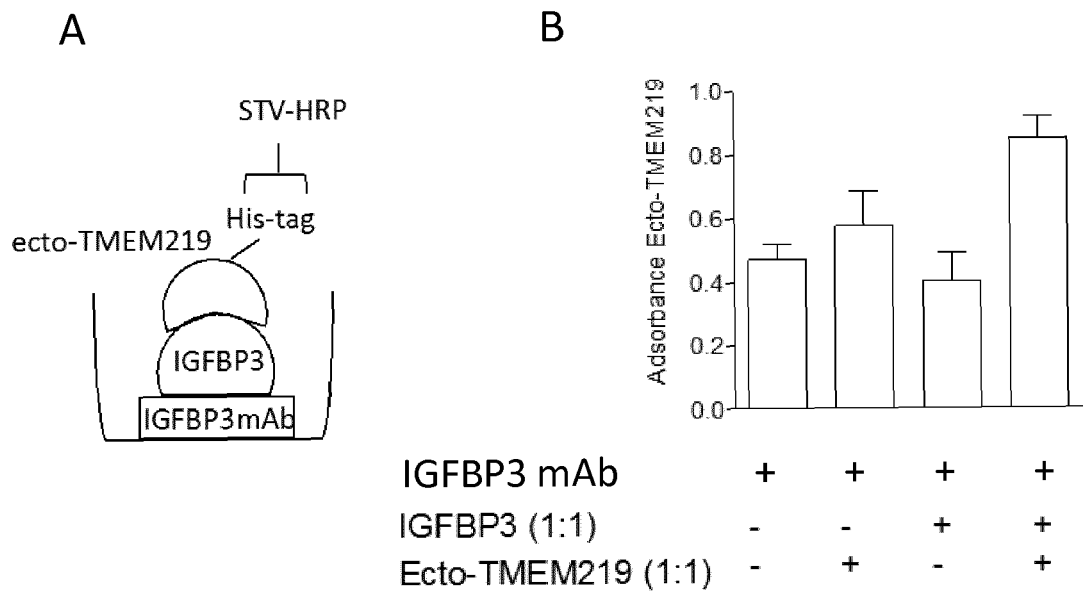 A
STV-HRP
His-tag
ecto-TMEM219
IGFBP3
IGFBP3mAb
B
Adsorbance Ecto-TMEM219
1.0
0.8
0.6
0.4
0.2
0.0
IGFBP3 mAb + + + +
IGFBP3 (1:1) - - + +
Ecto-TMEM219 (1:1) - + - +